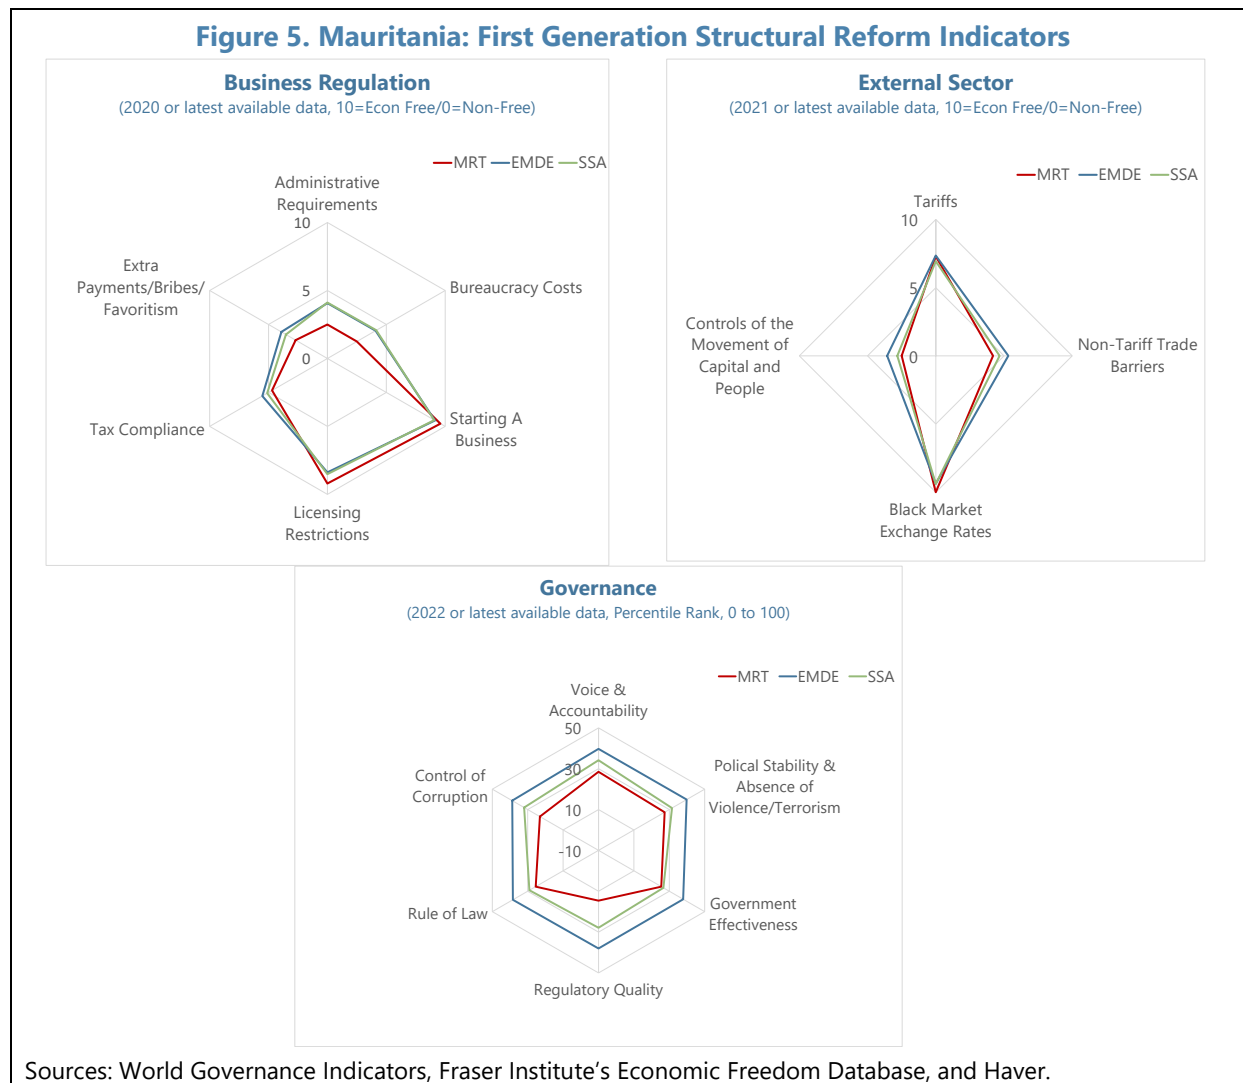 Figure 5. Mauritania: First Generation Structural Reform Indicators
Business Regulation
(2020 or latest available data, 10=Econ Free/0=Non-Free)
MRT EMDE SSA
Administrative
Requirements
10
Extra
Payments/Bribes/
Favoritism
5
Bureaucracy Costs
0
Tax Compliance
Starting A
Business
Licensing
Restrictions
External Sector
(2021 or latest available data, 10=Econ Free/0=Non-Free)
MRT EMDE SSA
Tariffs
10
5
Controls of the
Movement of
Capital and
People
0
Non-Tariff Trade
Barriers
Black Market
Exchange Rates
Governance
(2022 or latest available data, Percentile Rank, 0 to 100)
MRT EMDE SSA
Voice &
Accountability
50
30
10
-10
Control of
Corruption
Polical Stability &
Absence of
Violence/Terrorism
Rule of Law
Government
Effectiveness
Regulatory Quality
Sources: World Governance Indicators, Fraser Institute’s Economic Freedom Database, and Haver.